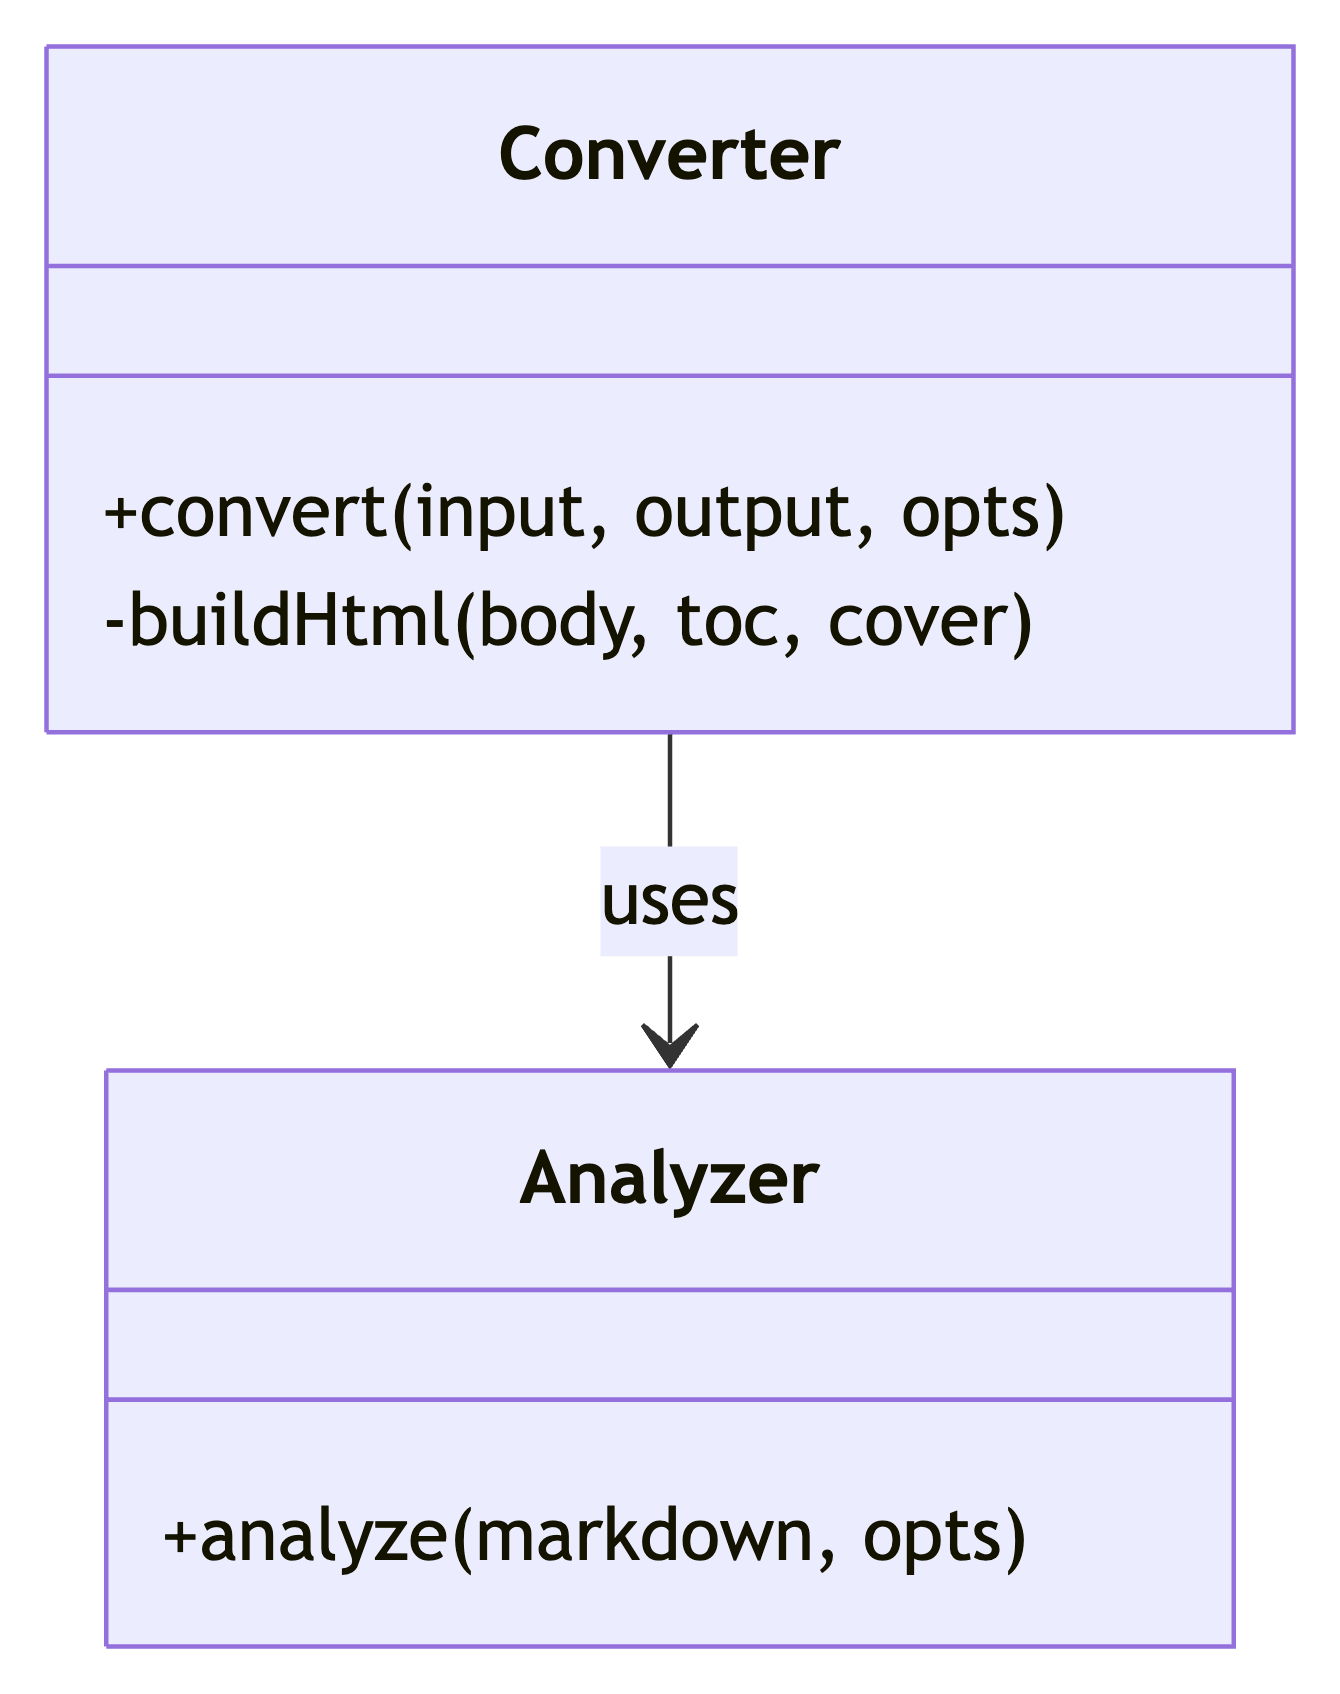 Converter
+convert(input, output, opts)
-buildHtml(body, toc, cover)
uses
Analyzer
+analyze(markdown, opts)